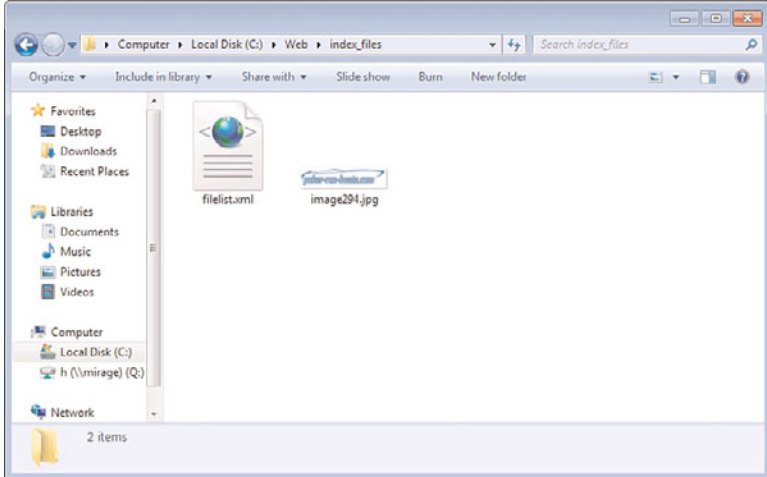 Computer Local Disk (C:) Web index_files Search index_files
Organize Include in library Share with Slide show Burn New folder
Favorites
Desktop
Downloads
Recent Places
Libraries
Documents
Music
Pictures
Videos
Computer
Local Disk (C:)
h (\\mirage) (Q:)
Network
filelist.xml image294.jpg
2 items